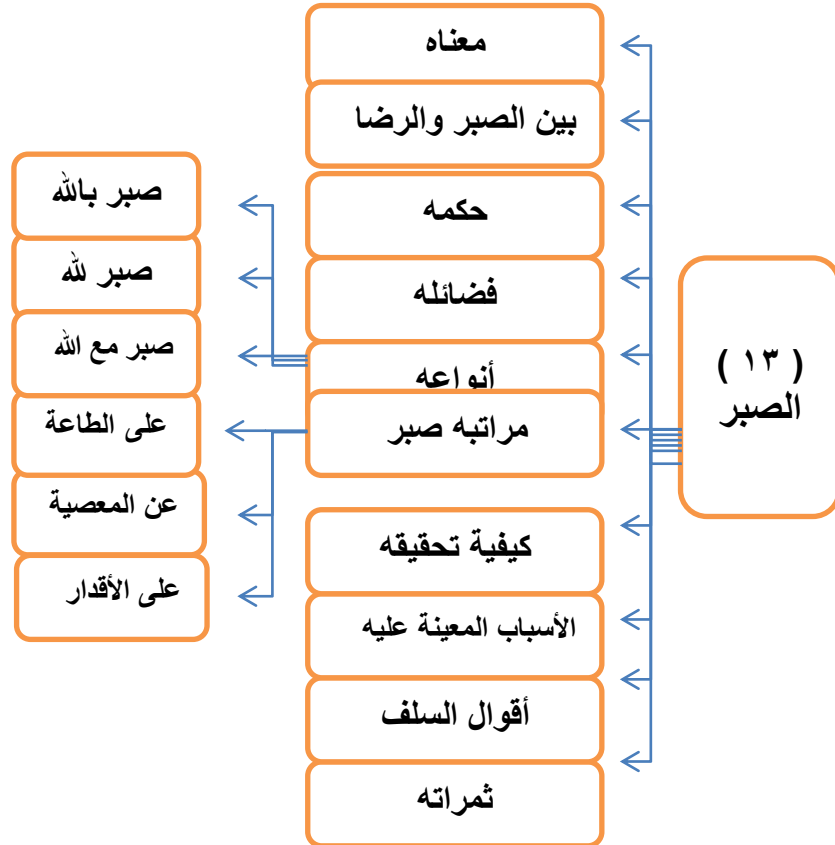 ( ١٣ )
الصبر
معناه
بين الصبر والرضا
حكمه
فضائله
أنواعه
صبر بالله
صبر لله
صبر مع الله
مراتبه صبر
على الطاعة
عن المعصية
على الأقدار
كيفية تحقيقه
الأسباب المعينة عليه
أقوال السلف
ثمراته